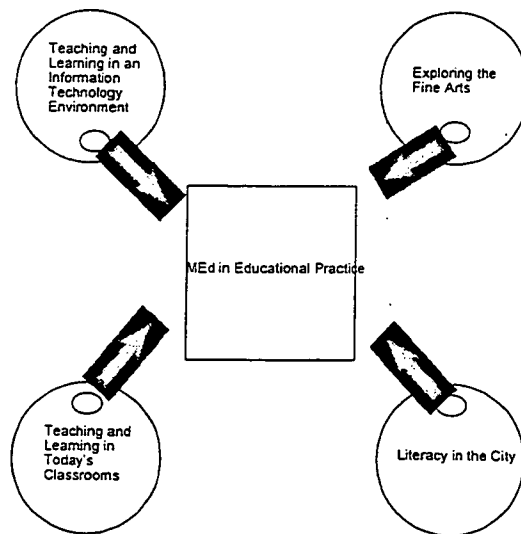 Teaching and
Learning in an
Information
Technology
Environment
Exploring the
Fine Arts
MEd in Educational Practice
Teaching and
Learning in
Today's
Classrooms
Literacy in the City